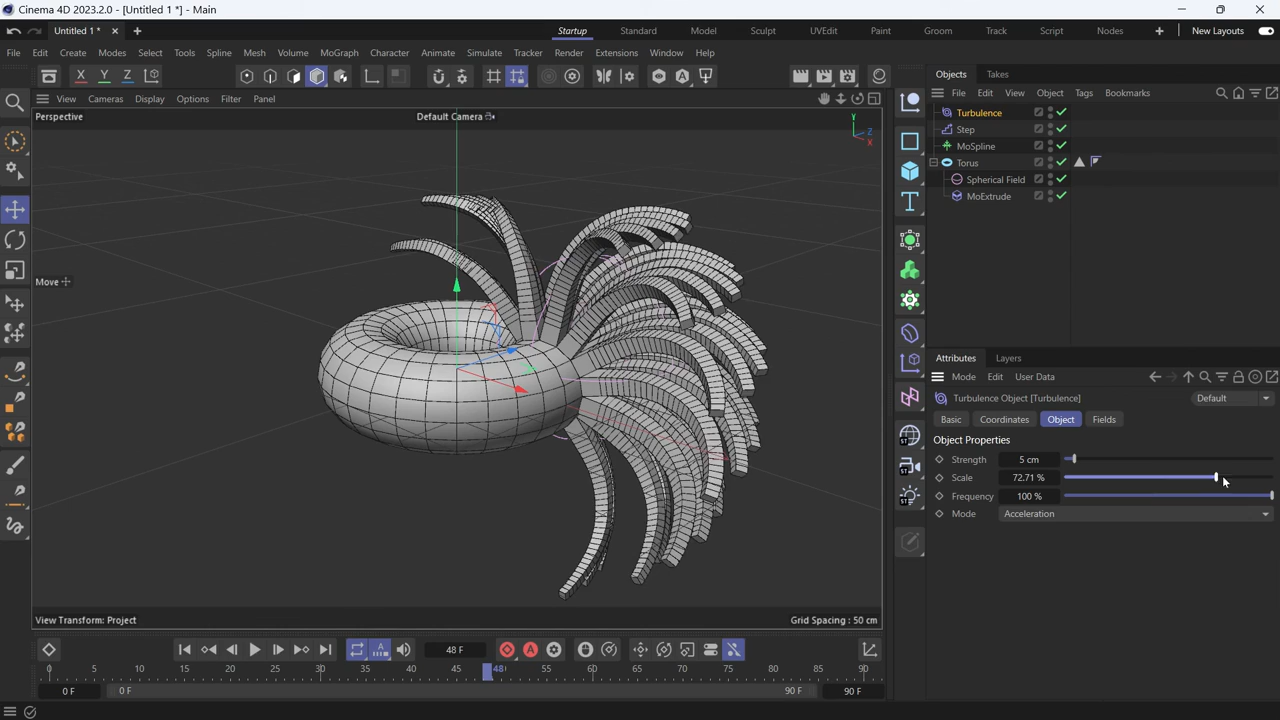 Cinema 4D 2023.2.0 - [Untitled 1 *] - Main
Untitled 1 *
Startup Standard Model Sculpt UVEdit Paint Groom Track Script Nodes New Layouts
File Edit Create Modes Select Tools Spline Mesh Volume MoGraph Character Animate Simulate Tracker Render Extensions Window Help
X Y Z
Objects Takes
View Cameras Display Options Filter Panel
File Edit View Object Tags Bookmarks
Perspective
Default Camera
Y
Z
X
Turbulence
Step
MoSpline
Torus
Spherical Field
MoExtrude
Move
Attributes Layers
Mode Edit User Data
Turbulence Object [Turbulence]
Default
Basic Coordinates Object Fields
Object Properties
Strength 5 cm
Scale 72.71 %
Frequency 100 %
Mode Acceleration
ST
ST
ST
View Transform: Project
Grid Spacing : 50 cm
48 F
0 5 10 15 20 25 30 35 40 45 48 55 60 65 70 75 80 85 90
0 F 0 F 90 F 90 F